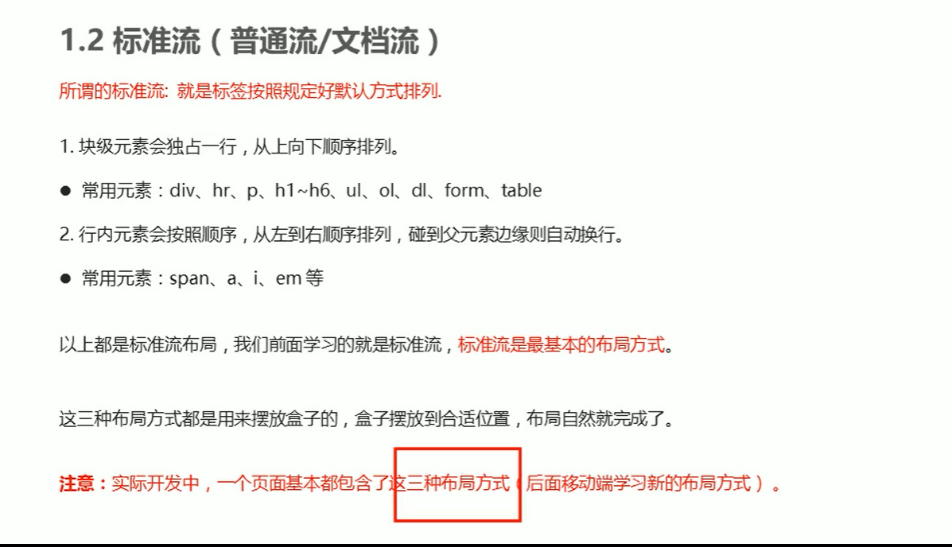 1.2 标准流（普通流/文档流）
所谓的标准流: 就是标签按照规定好默认方式排列.
1. 块级元素会独占一行，从上向下顺序排列。
● 常用元素：div、hr、p、h1~h6、ul、ol、dl、form、table
2. 行内元素会按照顺序，从左到右顺序排列，碰到父元素边缘则自动换行。
● 常用元素：span、a、i、em 等
以上都是标准流布局，我们前面学习的就是标准流，标准流是最基本的布局方式。
这三种布局方式都是用来摆放盒子的，盒子摆放到合适位置，布局自然就完成了。
注意：实际开发中，一个页面基本都包含了这三种布局方式（后面移动端学习新的布局方式）。